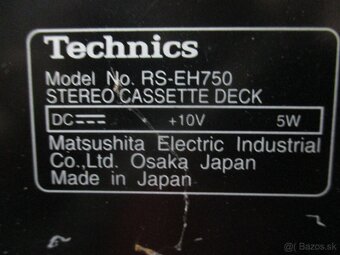 Technics
Model No. RS-EH750
STEREO CASSETTE DECK
DC +10V 5W
Matsushita Electric Industrial
Co.,Ltd. Osaka Japan
Made in Japan
Bazos.sk